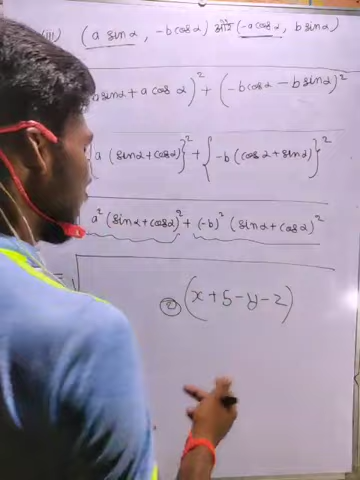 (iii) (a sinα, -b cosα) और (-a cosα, b sinα)
sinα + a cosα)² + (-b cosα - b sinα)²
a (sinα + cosα)}² + {-b (cosα + sinα)}²
a² (sinα + cosα)² + (-b)² (sinα + cosα)²
= √
② (x + 5 - y - 2)